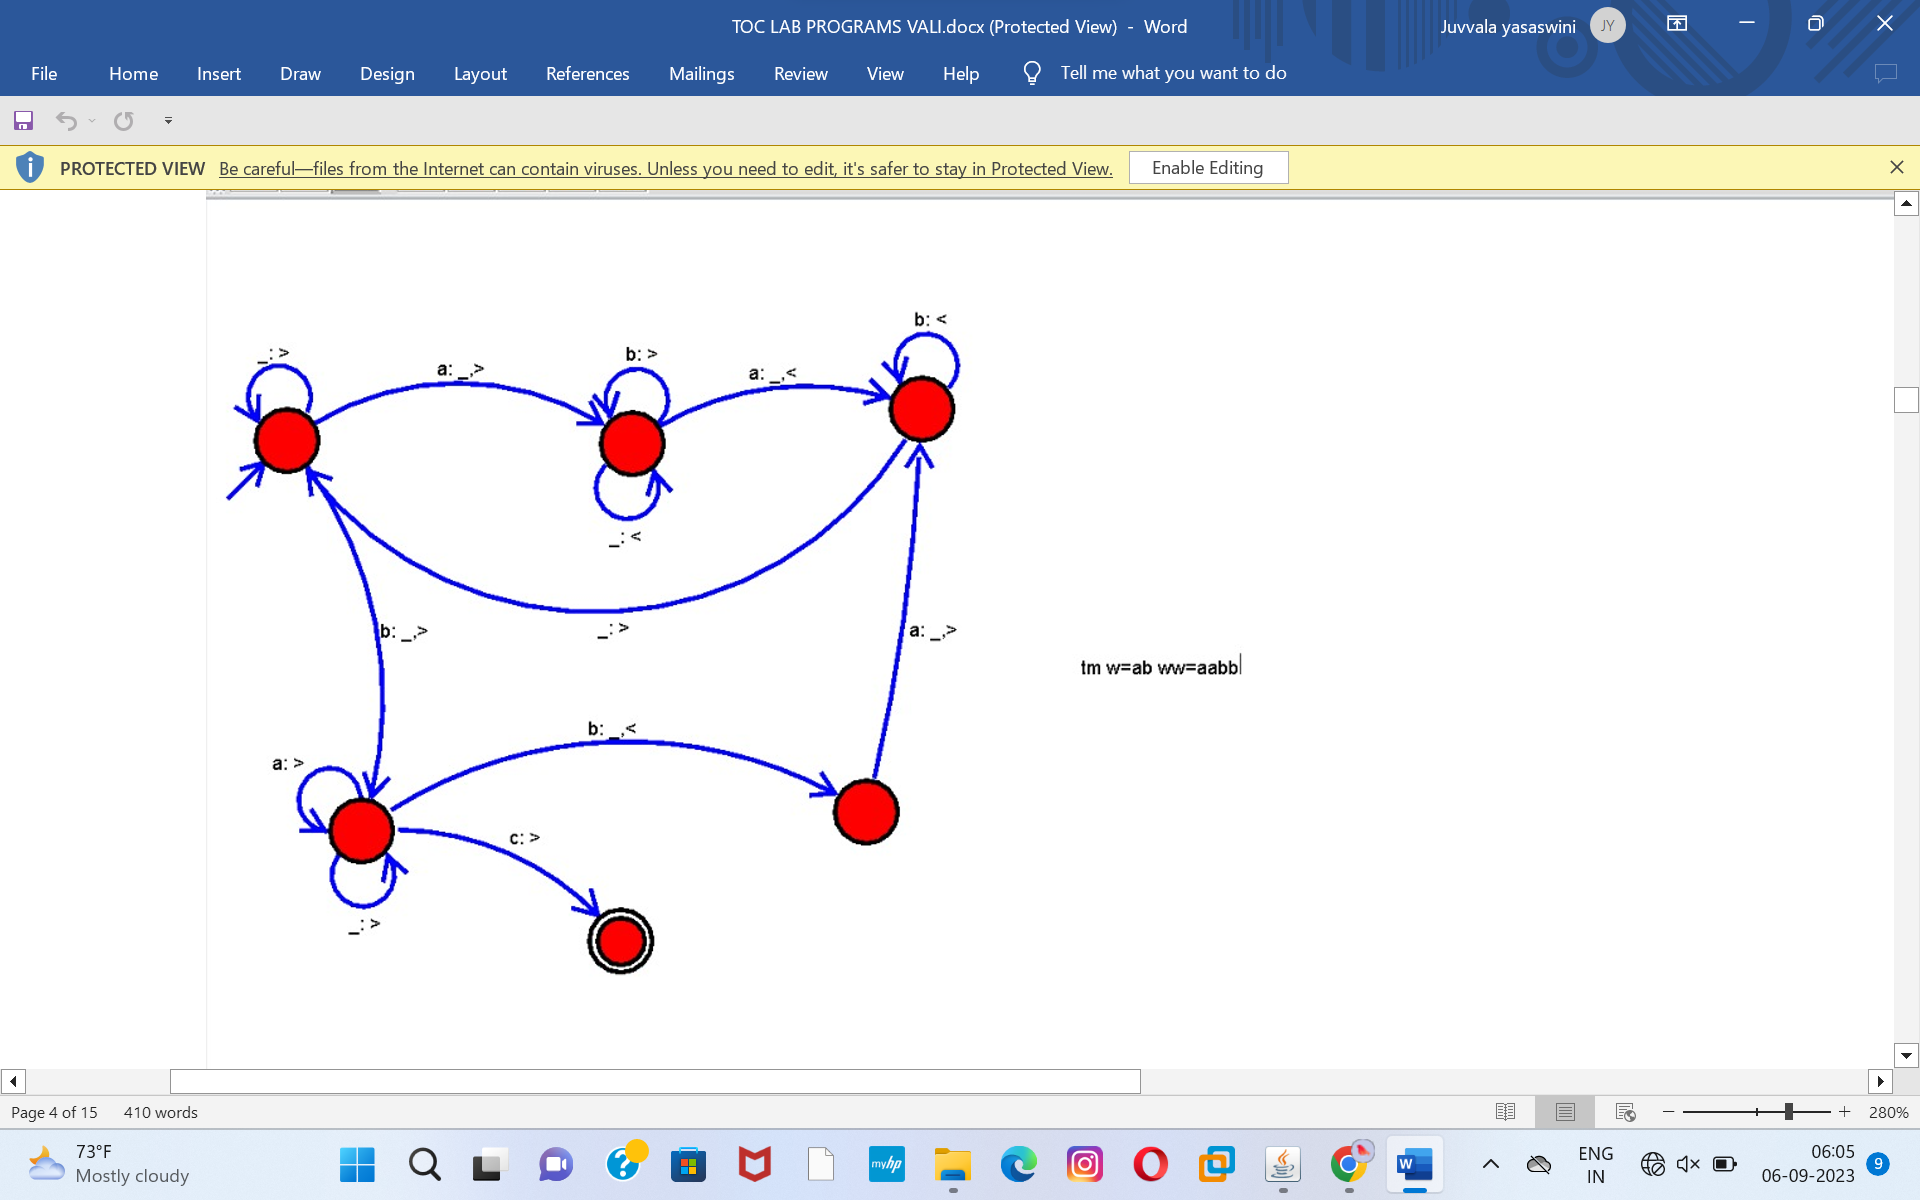 TOC LAB PROGRAMS VALI.docx (Protected View) - Word
Juvvala yasaswini
JY
File Home Insert Draw Design Layout References Mailings Review View Help Tell me what you want to do
PROTECTED VIEW Be careful—files from the Internet can contain viruses. Unless you need to edit, it's safer to stay in Protected View. Enable Editing
b: <
_: >
b: >
a: _,>
a: _,<
_: <
_: >
b: _,>
a: _,>
tm w=ab ww=aabb
b: _,<
a: >
c: >
_: >
Page 4 of 15 410 words
280%
73°F
Mostly cloudy
myhp
W
ENG
IN
06:05
06-09-2023
9